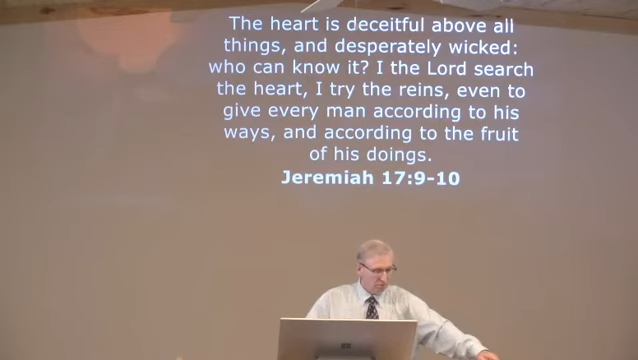 The heart is deceitful above all
things, and desperately wicked:
who can know it? I the Lord search
the heart, I try the reins, even to
give every man according to his
ways, and according to the fruit
of his doings.
Jeremiah 17:9-10